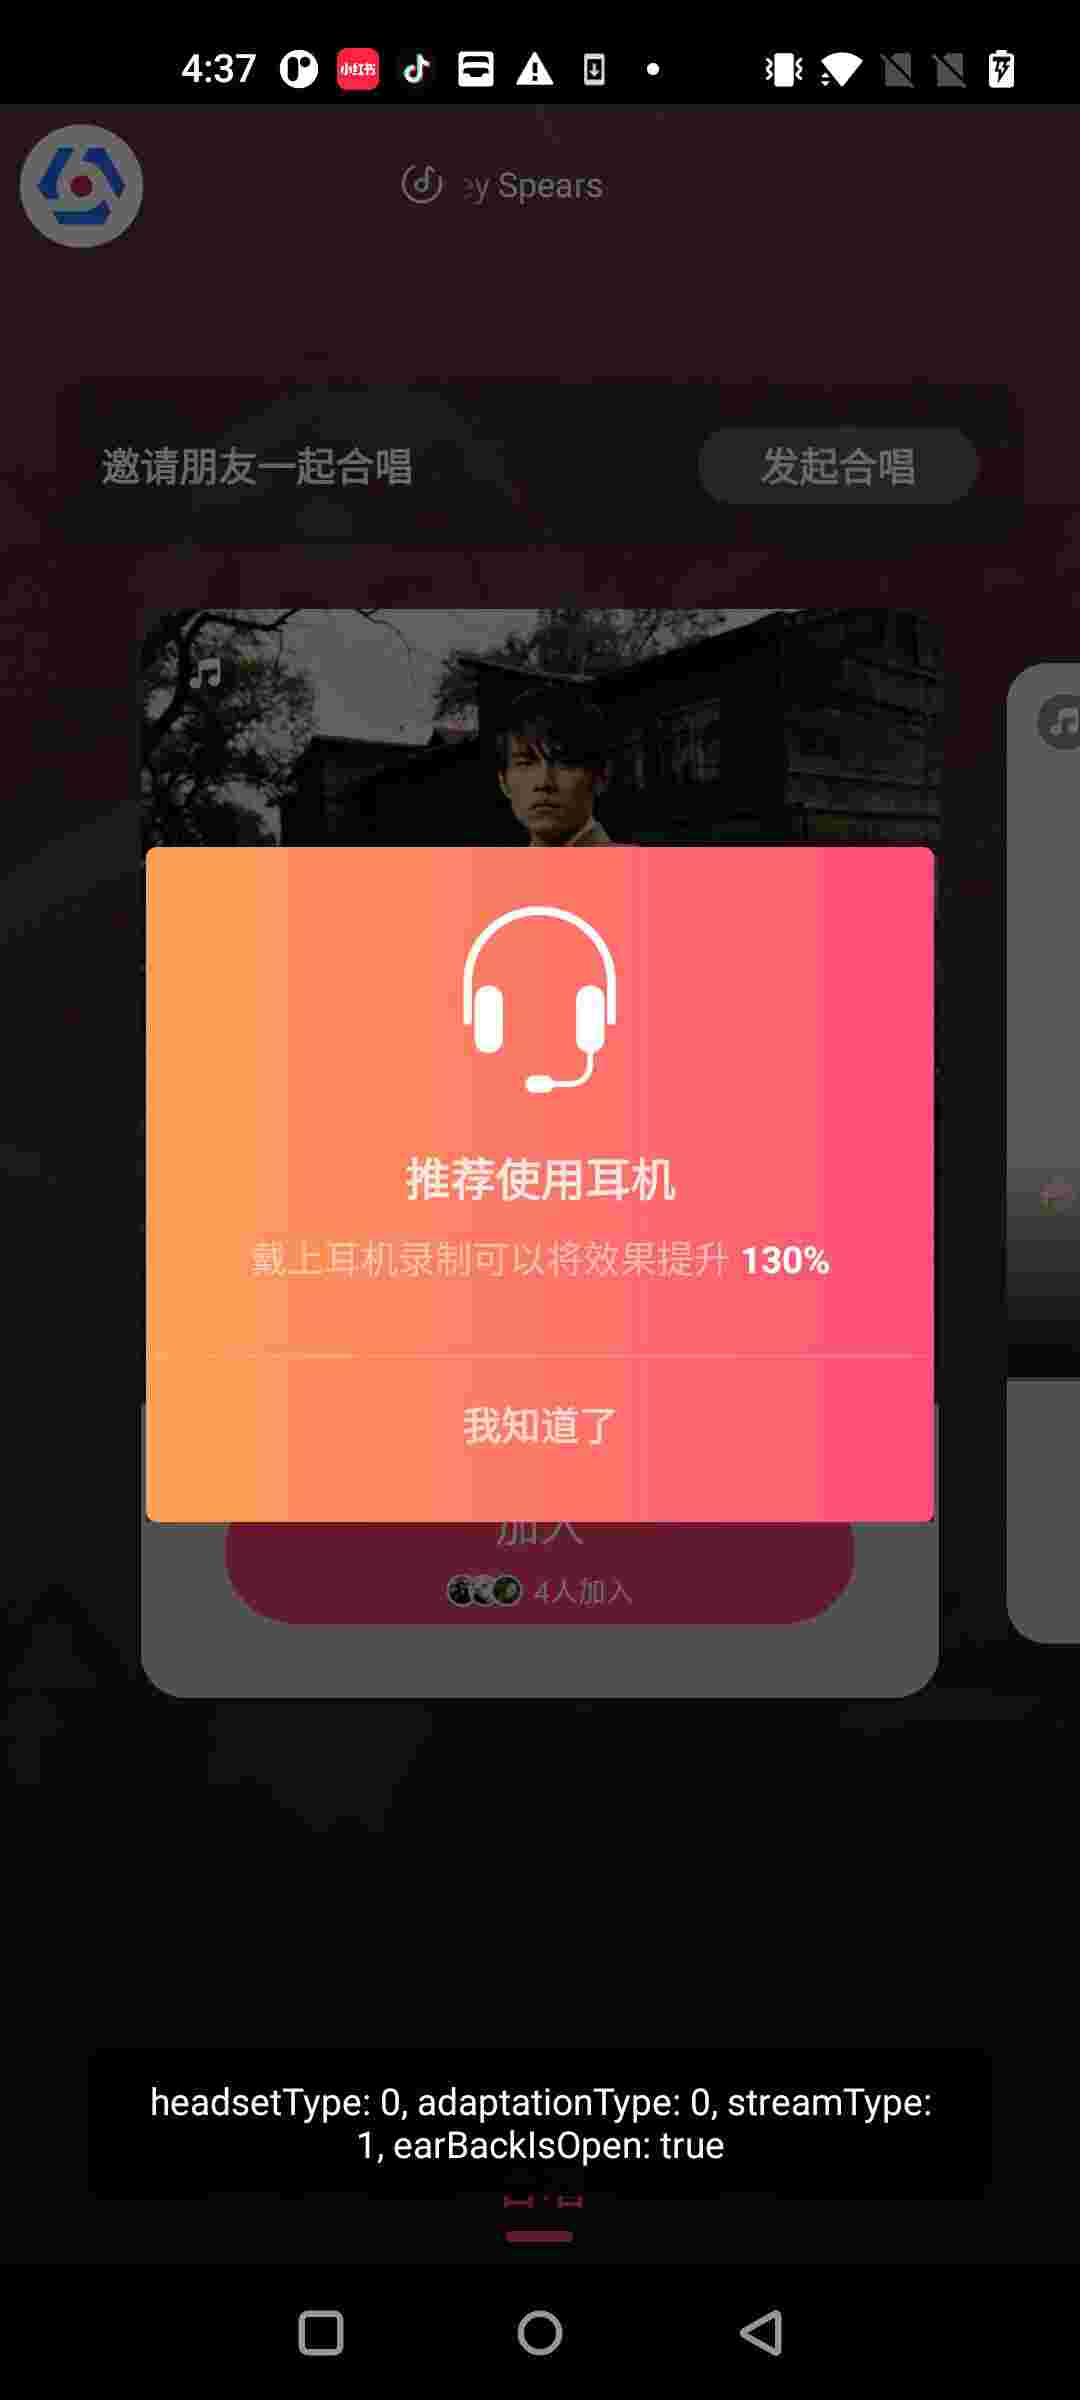 4:37
小红书
ey Spears
邀请朋友一起合唱
发起合唱
推荐使用耳机
戴上耳机录制可以将效果提升 130%
我知道了
加入
4人加入
headsetType: 0, adaptationType: 0, streamType:
1, earBackIsOpen: true